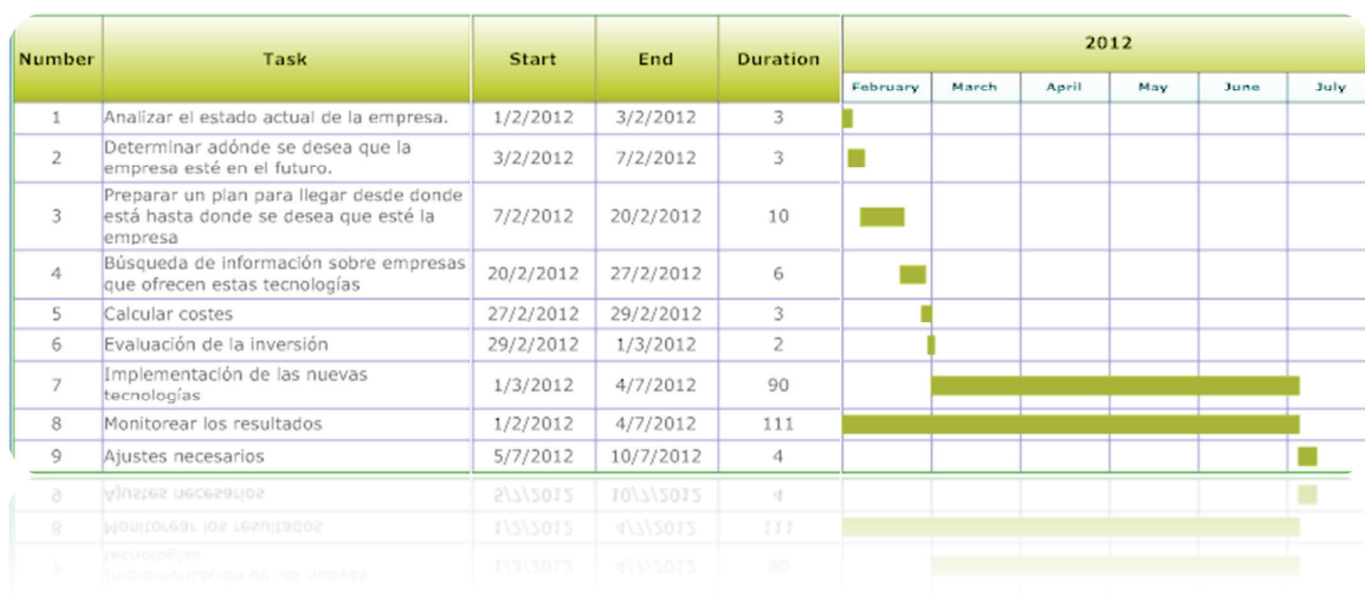 Number Task Start End Duration 2012
February March April May June July
1 Analizar el estado actual de la empresa. 1/2/2012 3/2/2012 3
2 Determinar adónde se desea que la
empresa esté en el futuro. 3/2/2012 7/2/2012 3
3 Preparar un plan para llegar desde donde
está hasta donde se desea que esté la
empresa 7/2/2012 20/2/2012 10
4 Búsqueda de información sobre empresas
que ofrecen estas tecnologías 20/2/2012 27/2/2012 6
5 Calcular costes 27/2/2012 29/2/2012 3
6 Evaluación de la inversión 29/2/2012 1/3/2012 2
7 Implementación de las nuevas
tecnologías 1/3/2012 4/7/2012 90
8 Monitorear los resultados 1/2/2012 4/7/2012 111
9 Ajustes necesarios 5/7/2012 10/7/2012 4